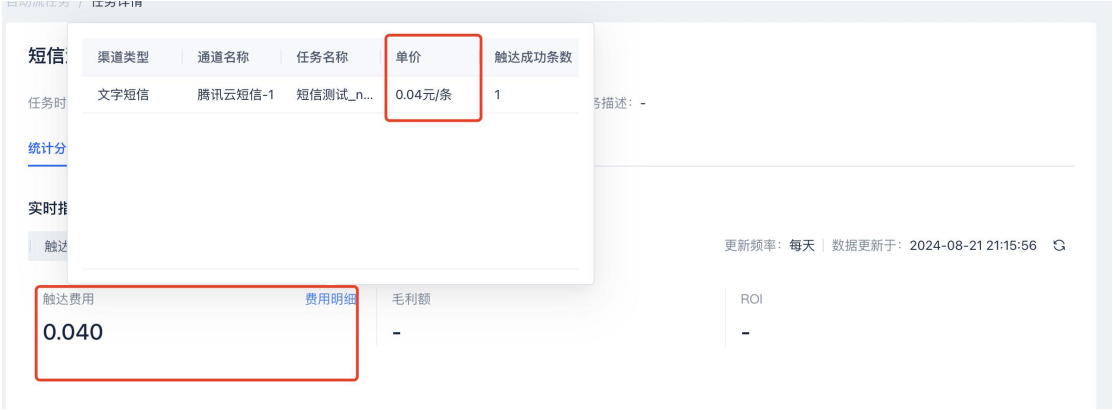 自动流任务 / 任务详情
短信
渠道类型 通道名称 任务名称 单价 触达成功条数
文字短信 腾讯云短信-1 短信测试_n... 0.04元/条 1
任务时 务描述: -
统计分
实时指
触达 更新频率: 每天 数据更新于: 2024-08-21 21:15:56
触达费用 费用明细 毛利额 ROI
0.040 - -